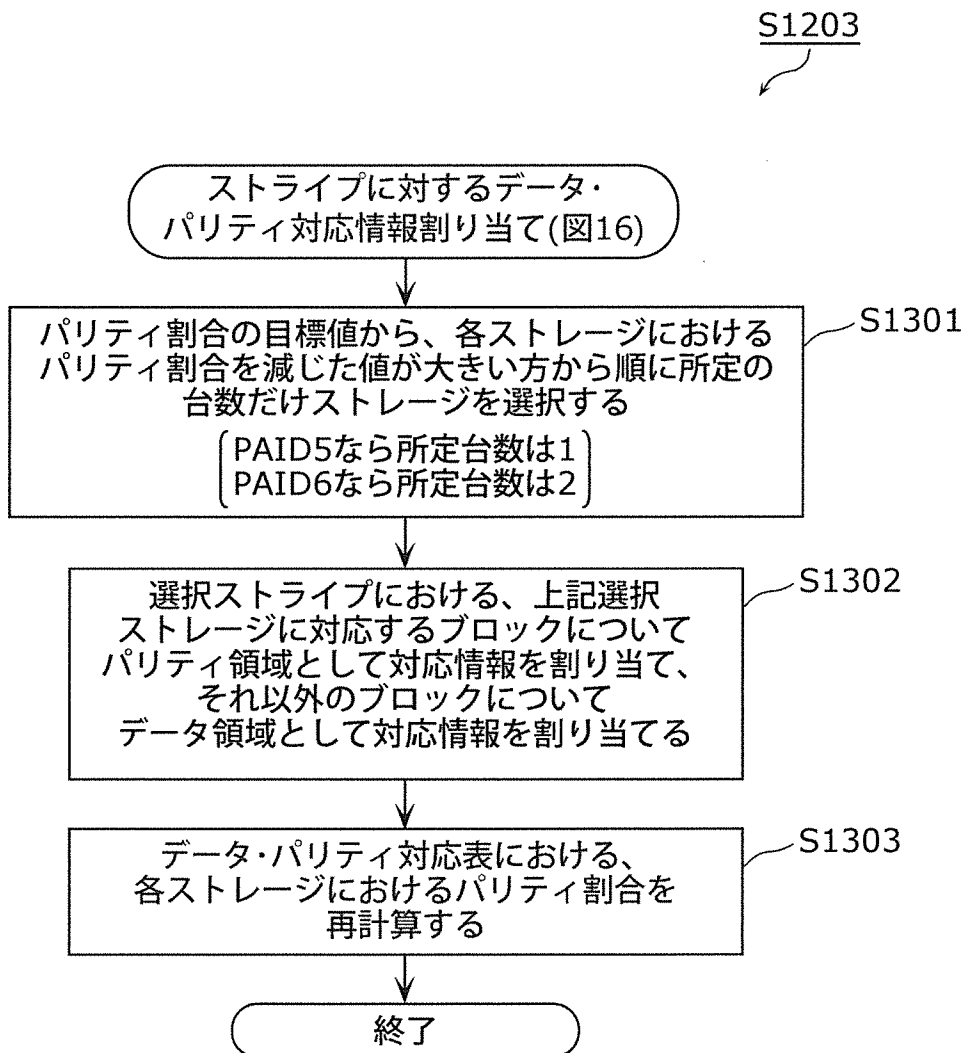 S1203
ストライプに対するデータ・
パリティ対応情報割り当て(図16)
S1301
パリティ割合の目標値から、各ストレージにおける
パリティ割合を減じた値が大きい方から順に所定の
台数だけストレージを選択する
PAID5なら所定台数は1
PAID6なら所定台数は2
S1302
選択ストライプにおける、上記選択
ストレージに対応するブロックについて
パリティ領域として対応情報を割り当て、
それ以外のブロックについて
データ領域として対応情報を割り当てる
S1303
データ・パリティ対応表における、
各ストレージにおけるパリティ割合を
再計算する
終了